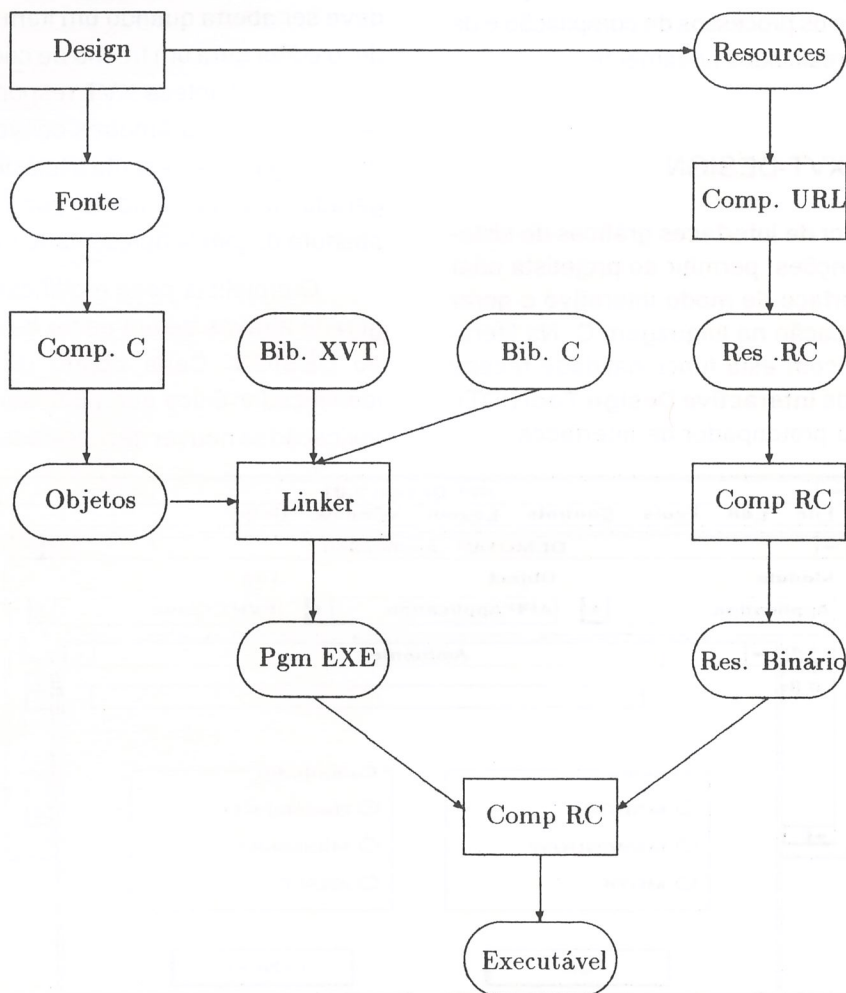 Design
Resources
Fonte
Comp. URL
Comp. C
Bib. XVT
Bib. C
Res .RC
Objetos
Linker
Comp RC
Pgm EXE
Res. Binário
Comp RC
Executável